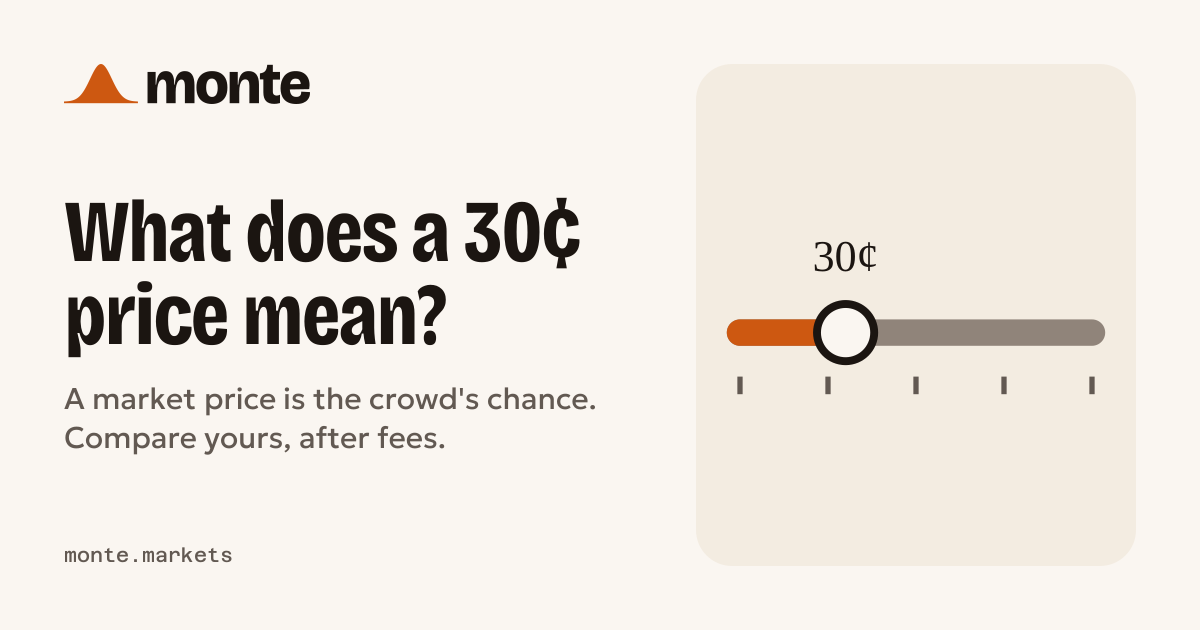 monte
What does a 30¢
price mean?
A market price is the crowd's chance.
Compare yours, after fees.
monte.markets
30¢